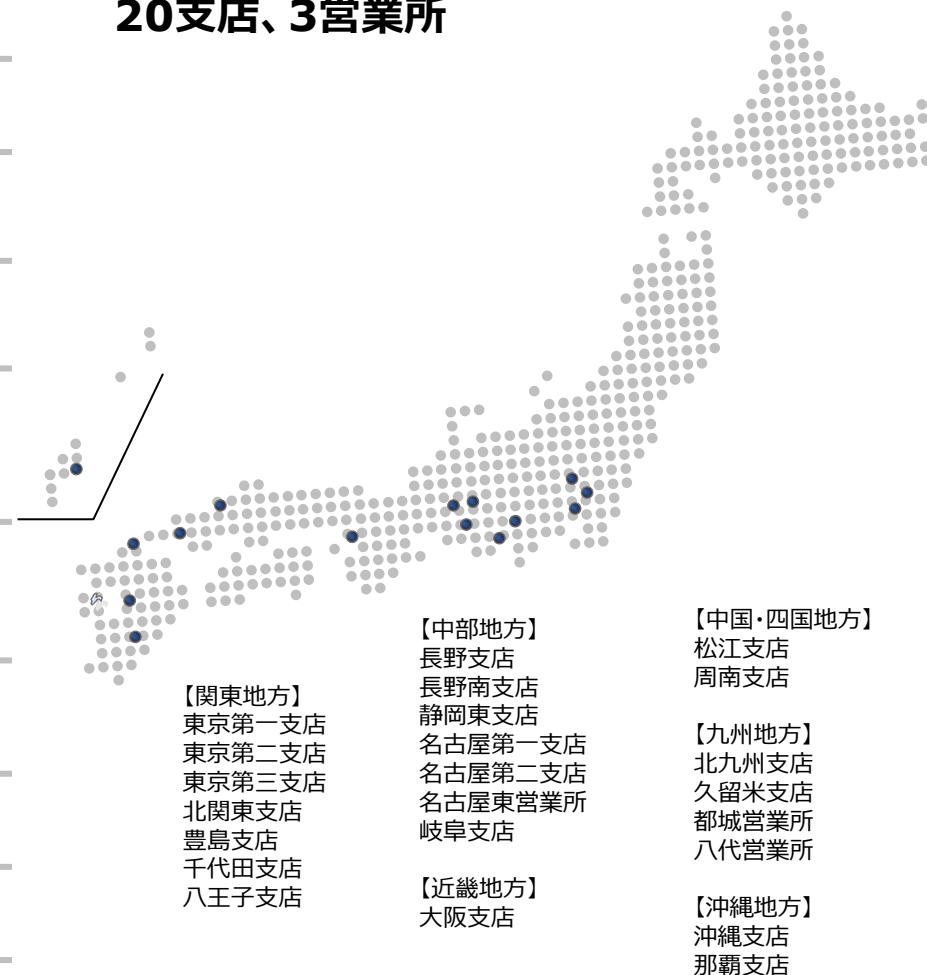 20支店、3営業所
【関東地方】
東京第一支店
東京第二支店
東京第三支店
北関東支店
豊島支店
千代田支店
八王子支店
【中部地方】
長野支店
長野南支店
静岡東支店
名古屋第一支店
名古屋第二支店
名古屋東営業所
岐阜支店
【近畿地方】
大阪支店
【中国・四国地方】
松江支店
周南支店
【九州地方】
北九州支店
久留米支店
都城営業所
八代営業所
【沖縄地方】
沖縄支店
那覇支店